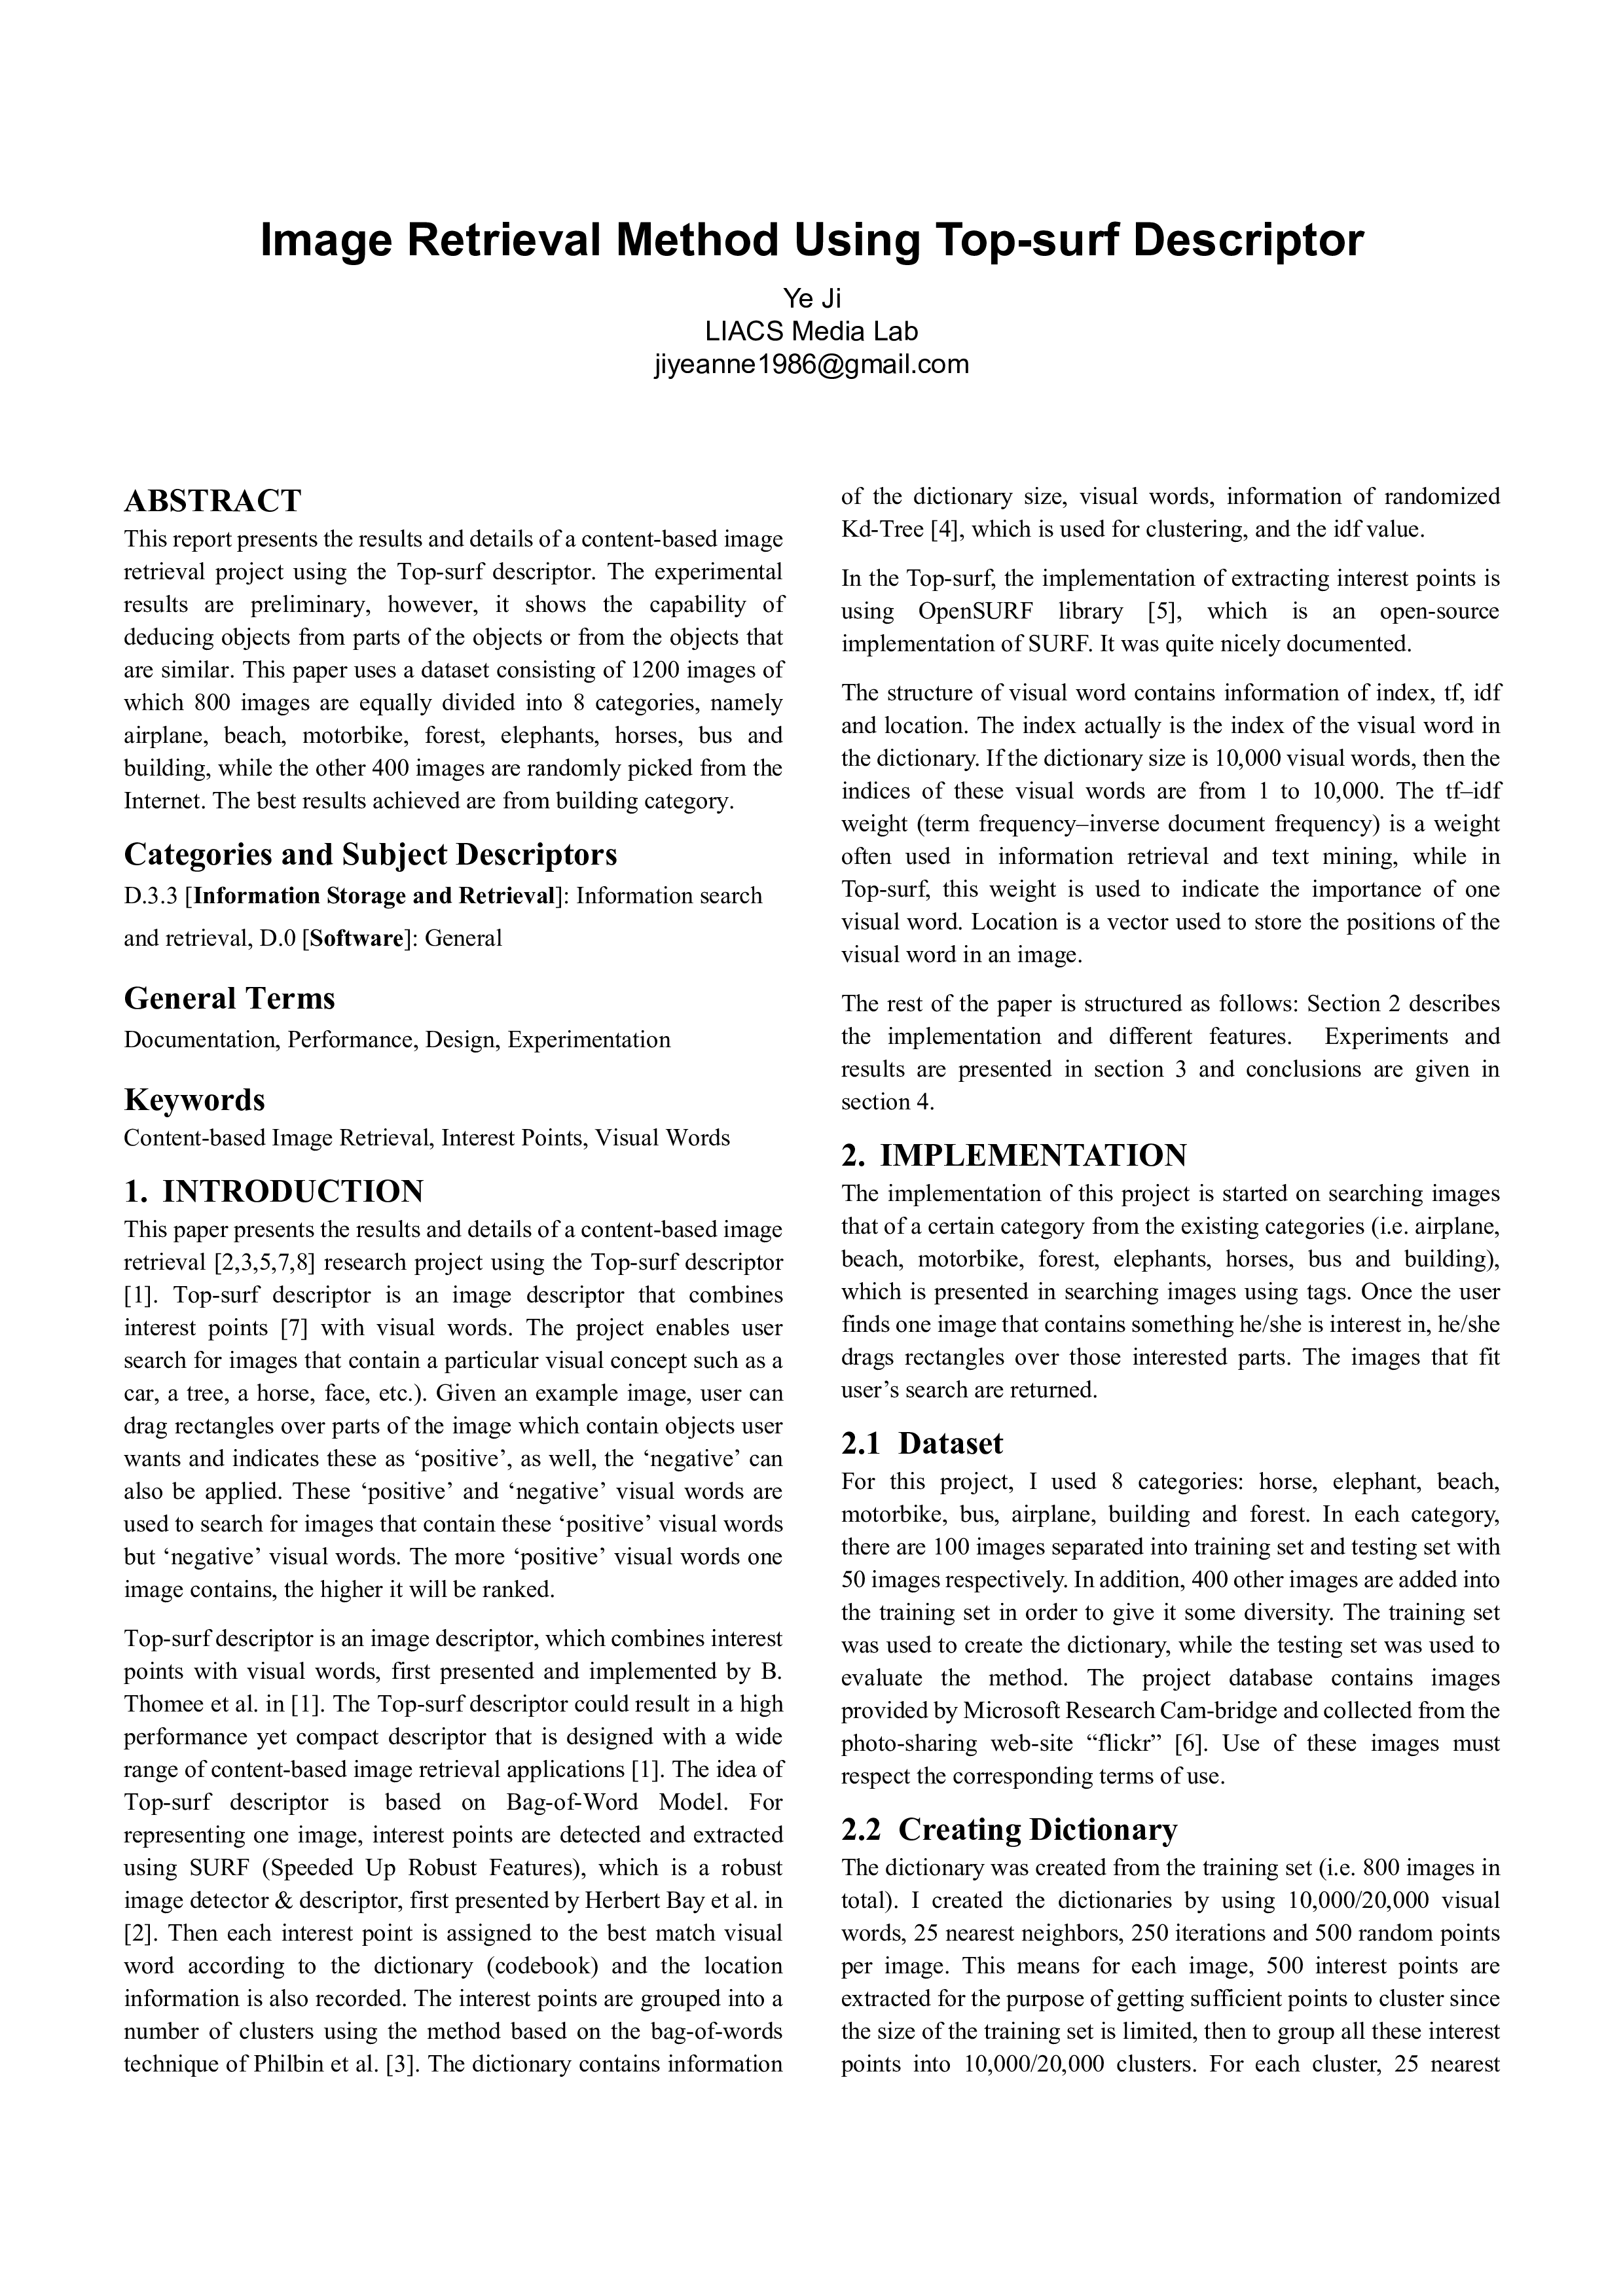 Image Retrieval Method Using Top-surf Descriptor
Ye Ji
LIACS Media Lab
jiyeanne1986@gmail.com
ABSTRACT
This report presents the results and details of a content-based image
retrieval project using the Top-surf descriptor. The experimental
results are preliminary, however, it shows the capability of
deducing objects from parts of the objects or from the objects that
are similar. This paper uses a dataset consisting of 1200 images of
which 800 images are equally divided into 8 categories, namely
airplane, beach, motorbike, forest, elephants, horses, bus and
building, while the other 400 images are randomly picked from the
Internet. The best results achieved are from building category.
Categories and Subject Descriptors
D.3.3 [Information Storage and Retrieval]: Information search
and retrieval, D.0 [Software]: General
General Terms
Documentation, Performance, Design, Experimentation
Keywords
Content-based Image Retrieval, Interest Points, Visual Words
1. INTRODUCTION
This paper presents the results and details of a content-based image
retrieval [2,3,5,7,8] research project using the Top-surf descriptor
[1]. Top-surf descriptor is an image descriptor that combines
interest points [7] with visual words. The project enables user
search for images that contain a particular visual concept such as a
car, a tree, a horse, face, etc.). Given an example image, user can
drag rectangles over parts of the image which contain objects user
wants and indicates these as ‘positive’, as well, the ‘negative’ can
also be applied. These ‘positive’ and ‘negative’ visual words are
used to search for images that contain these ‘positive’ visual words
but ‘negative’ visual words. The more ‘positive’ visual words one
image contains, the higher it will be ranked.
Top-surf descriptor is an image descriptor, which combines interest
points with visual words, first presented and implemented by B.
Thomee et al. in [1]. The Top-surf descriptor could result in a high
performance yet compact descriptor that is designed with a wide
range of content-based image retrieval applications [1]. The idea of
Top-surf descriptor is based on Bag-of-Word Model. For
representing one image, interest points are detected and extracted
using SURF (Speeded Up Robust Features), which is a robust
image detector & descriptor, first presented by Herbert Bay et al. in
[2]. Then each interest point is assigned to the best match visual
word according to the dictionary (codebook) and the location
information is also recorded. The interest points are grouped into a
number of clusters using the method based on the bag-of-words
technique of Philbin et al. [3]. The dictionary contains information
of the dictionary size, visual words, information of randomized
Kd-Tree [4], which is used for clustering, and the idf value.
In the Top-surf, the implementation of extracting interest points is
using OpenSURF library [5], which is an open-source
implementation of SURF. It was quite nicely documented.
The structure of visual word contains information of index, tf, idf
and location. The index actually is the index of the visual word in
the dictionary. If the dictionary size is 10,000 visual words, then the
indices of these visual words are from 1 to 10,000. The tf–idf
weight (term frequency–inverse document frequency) is a weight
often used in information retrieval and text mining, while in
Top-surf, this weight is used to indicate the importance of one
visual word. Location is a vector used to store the positions of the
visual word in an image.
The rest of the paper is structured as follows: Section 2 describes
the implementation and different features. Experiments and
results are presented in section 3 and conclusions are given in
section 4.
2. IMPLEMENTATION
The implementation of this project is started on searching images
that of a certain category from the existing categories (i.e. airplane,
beach, motorbike, forest, elephants, horses, bus and building),
which is presented in searching images using tags. Once the user
finds one image that contains something he/she is interest in, he/she
drags rectangles over those interested parts. The images that fit
user’s search are returned.
2.1 Dataset
For this project, I used 8 categories: horse, elephant, beach,
motorbike, bus, airplane, building and forest. In each category,
there are 100 images separated into training set and testing set with
50 images respectively. In addition, 400 other images are added into
the training set in order to give it some diversity. The training set
was used to create the dictionary, while the testing set was used to
evaluate the method. The project database contains images
provided by Microsoft Research Cam-bridge and collected from the
photo-sharing web-site “flickr” [6]. Use of these images must
respect the corresponding terms of use.
2.2 Creating Dictionary
The dictionary was created from the training set (i.e. 800 images in
total). I created the dictionaries by using 10,000/20,000 visual
words, 25 nearest neighbors, 250 iterations and 500 random points
per image. This means for each image, 500 interest points are
extracted for the purpose of getting sufficient points to cluster since
the size of the training set is limited, then to group all these interest
points into 10,000/20,000 clusters. For each cluster, 25 nearest